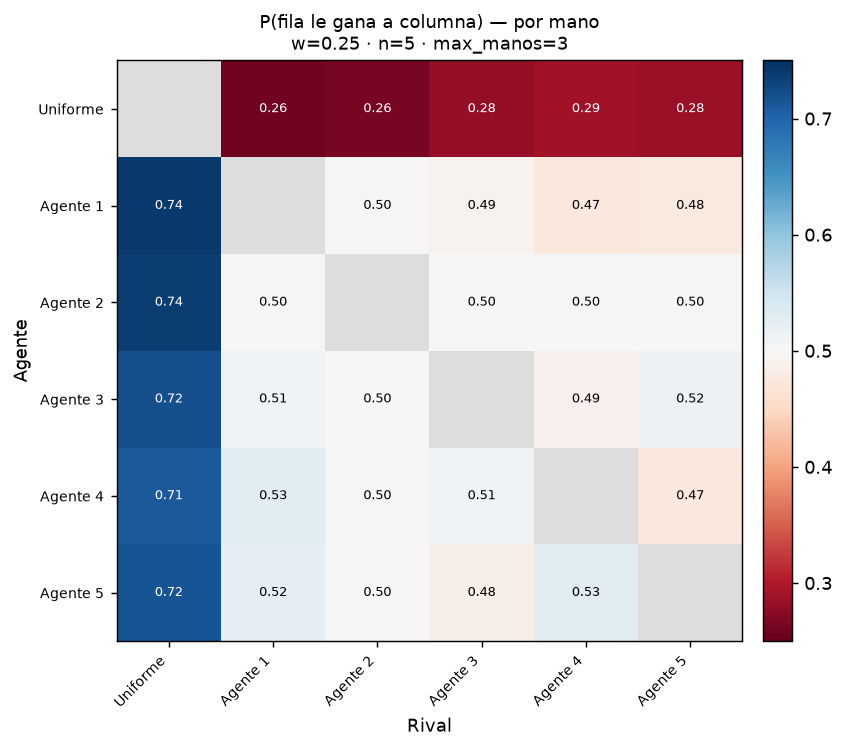 P(fila le gana a columna) — por mano
w=0.25 · n=5 · max_manos=3
Uniforme 0.26 0.26 0.28 0.29 0.28
Agente 1 0.74 0.50 0.49 0.47 0.48
Agente 2 0.74 0.50 0.50 0.50 0.50
Agente 3 0.72 0.51 0.50 0.49 0.52
Agente 4 0.71 0.53 0.50 0.51 0.47
Agente 5 0.72 0.52 0.50 0.48 0.53
Agente
Uniforme Agente 1 Agente 2 Agente 3 Agente 4 Agente 5
Rival
0.7
0.6
0.5
0.4
0.3